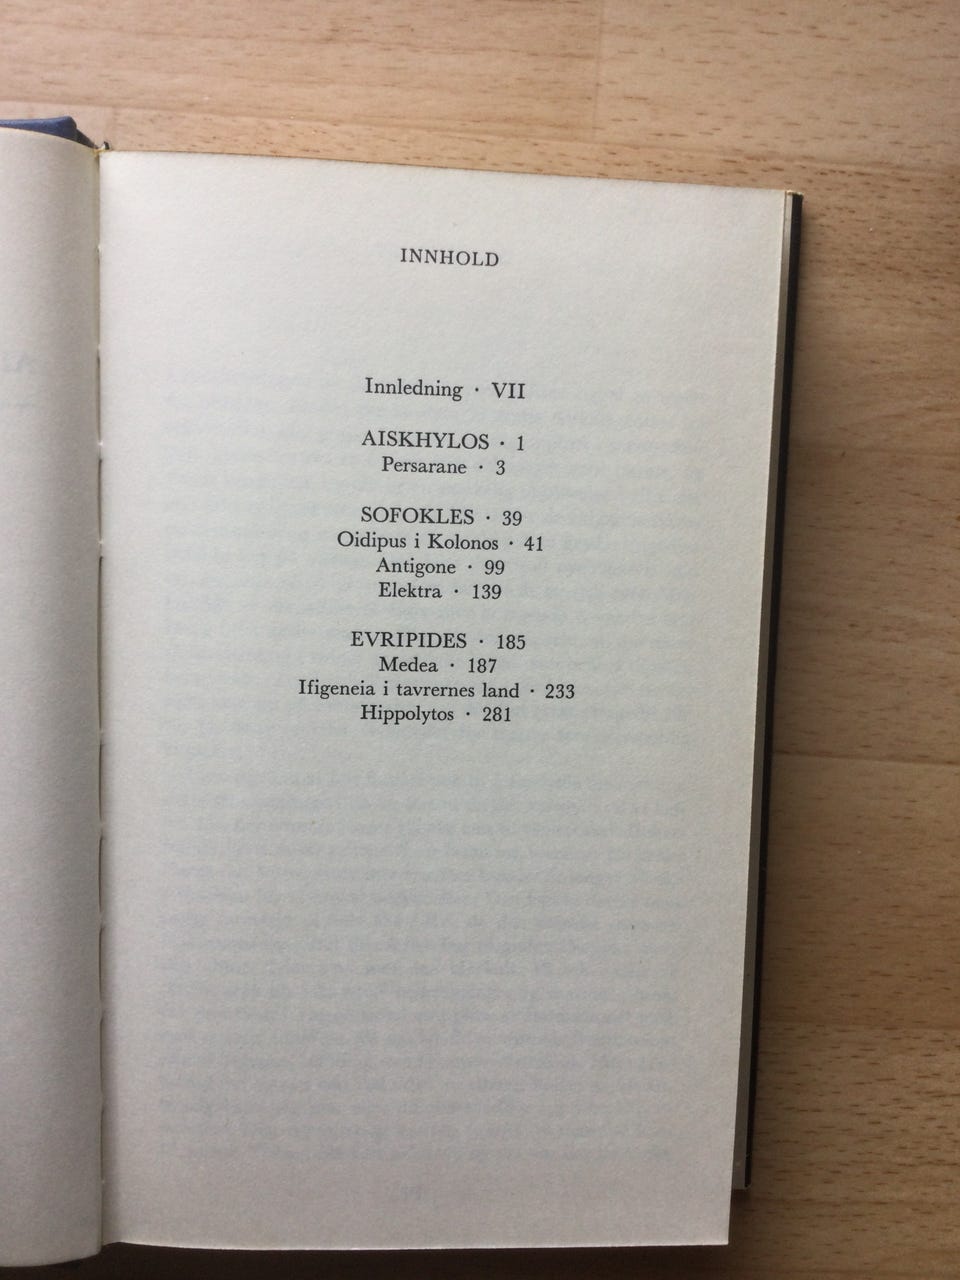 INNHOLD
Innledning · VII
AISKHYLOS · 1
Persarane · 3
SOFOKLES · 39
Oidipus i Kolonos · 41
Antigone · 99
Elektra · 139
EVRIPIDES · 185
Medea · 187
Ifigeneia i tavrernes land · 233
Hippolytos · 281